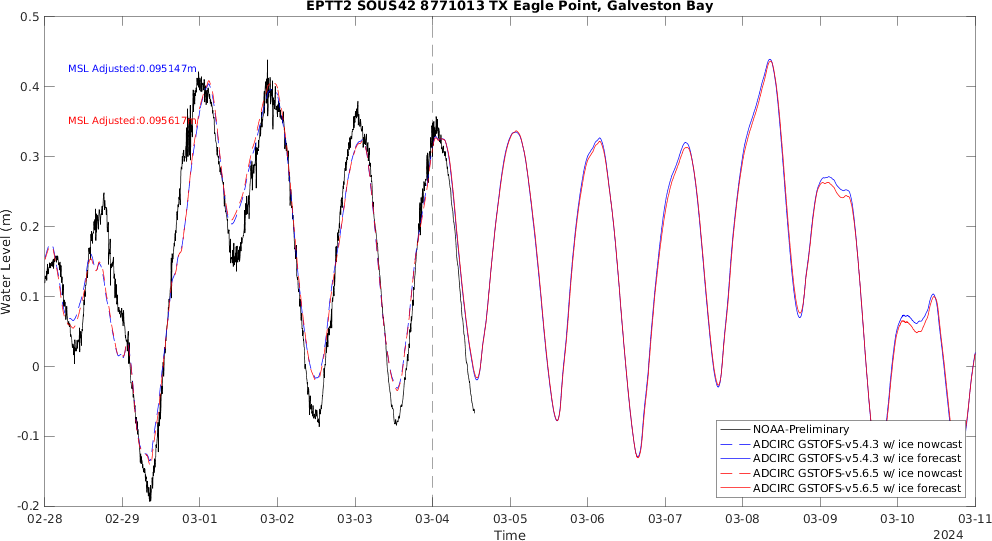 EPTT2 SOUS42 8771013 TX Eagle Point, Galveston Bay
0.5
MSL Adjusted:0.095147m
0.4
MSL Adjusted:0.095617m
0.3
0.2
Water Level (m)
0.1
0
-0.1
-0.2
NOAA-Preliminary
ADCIRC GSTOFS-v5.4.3 w/ ice nowcast
ADCIRC GSTOFS-v5.4.3 w/ ice forecast
ADCIRC GSTOFS-v5.6.5 w/ ice nowcast
ADCIRC GSTOFS-v5.6.5 w/ ice forecast
02-28 02-29 03-01 03-02 03-03 03-04 03-05 03-06 03-07 03-08 03-09 03-10 03-11
Time
2024